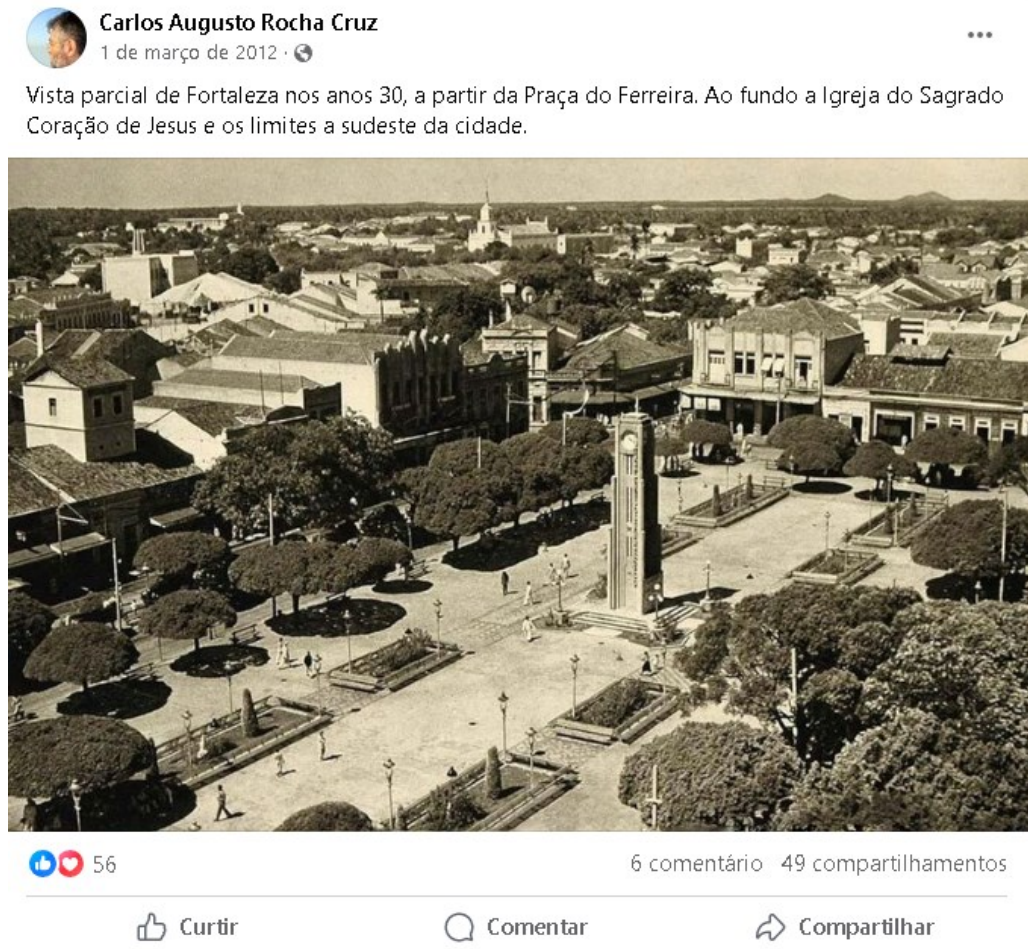 Carlos Augusto Rocha Cruz
1 de março de 2012 ·
Vista parcial de Fortaleza nos anos 30, a partir da Praça do Ferreira. Ao fundo a Igreja do Sagrado
Coração de Jesus e os limites a sudeste da cidade.
56
6 comentário 49 compartilhamentos
Curtir Comentar Compartilhar